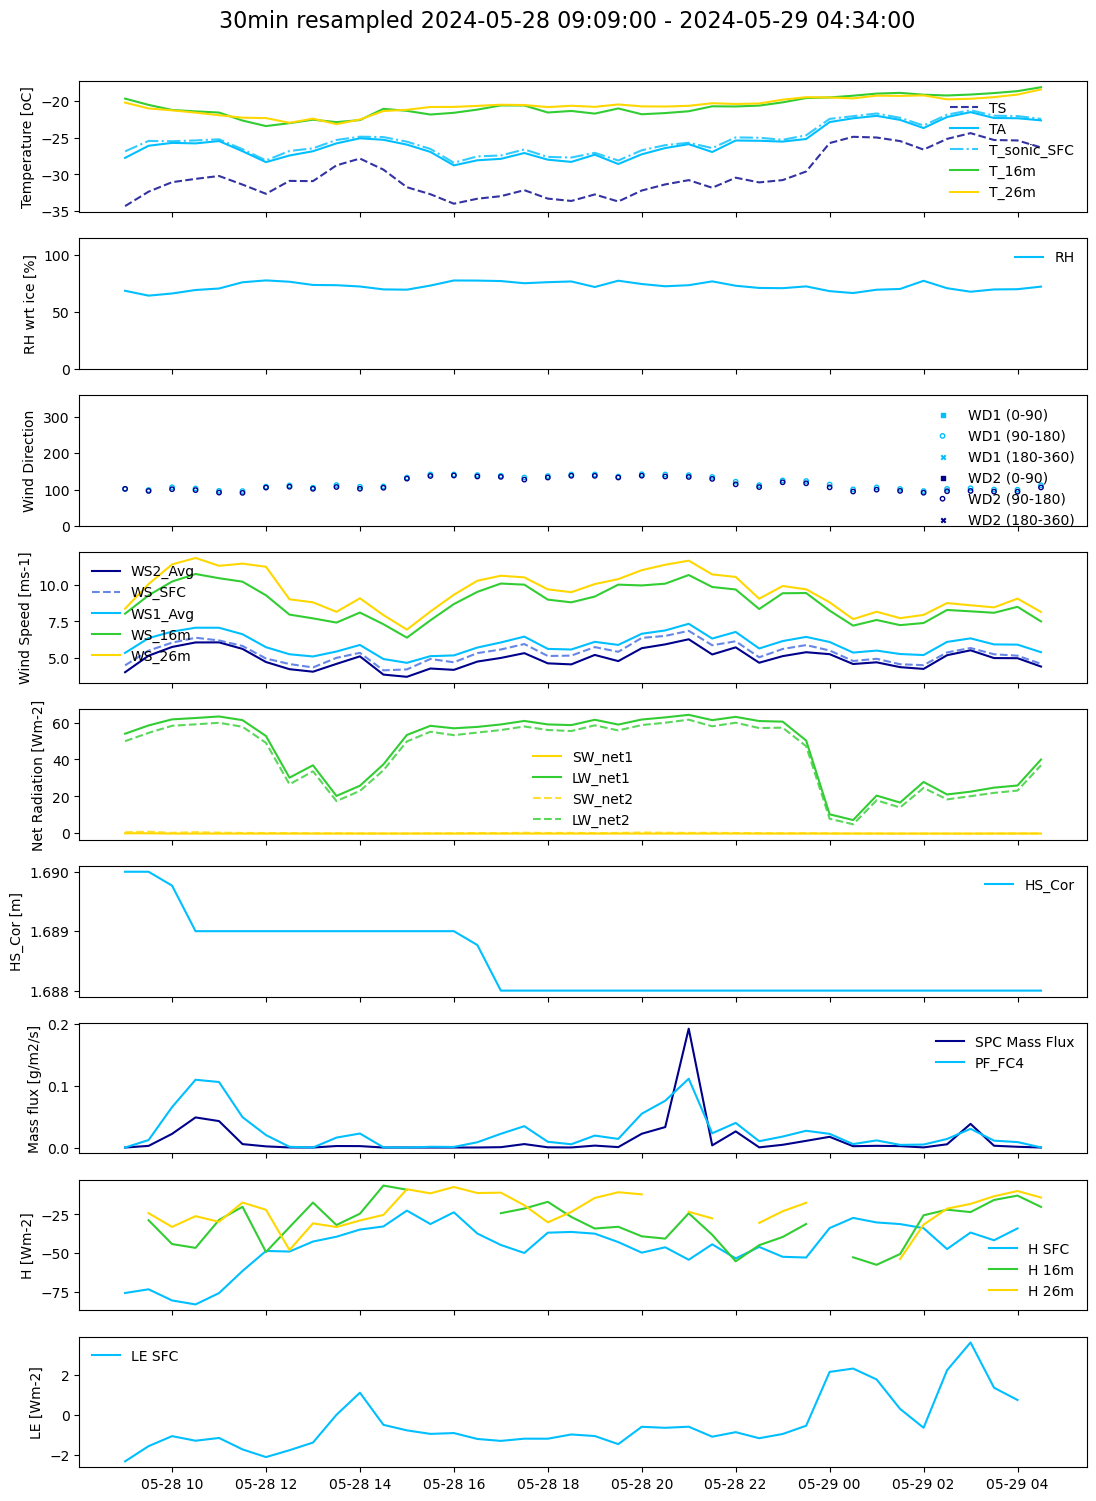 30min resampled 2024-05-28 09:09:00 - 2024-05-29 04:34:00
Temperature [oC]
−20
−25
−30
−35
TS
TA
T_sonic_SFC
T_16m
T_26m
RH wrt ice [%]
100
50
0
RH
Wind Direction
300
200
100
0
WD1 (0-90)
WD1 (90-180)
WD1 (180-360)
WD2 (0-90)
WD2 (90-180)
WD2 (180-360)
Wind Speed [ms-1]
10.0
7.5
5.0
WS2_Avg
WS_SFC
WS1_Avg
WS_16m
WS_26m
Net Radiation [Wm-2]
60
40
20
0
SW_net1
LW_net1
SW_net2
LW_net2
HS_Cor [m]
1.690
1.689
1.688
HS_Cor
Mass flux [g/m2/s]
0.2
0.1
0.0
SPC Mass Flux
PF_FC4
H [Wm-2]
−25
−50
−75
H SFC
H 16m
H 26m
LE [Wm-2]
2
0
−2
LE SFC
05-28 10
05-28 12
05-28 14
05-28 16
05-28 18
05-28 20
05-28 22
05-29 00
05-29 02
05-29 04